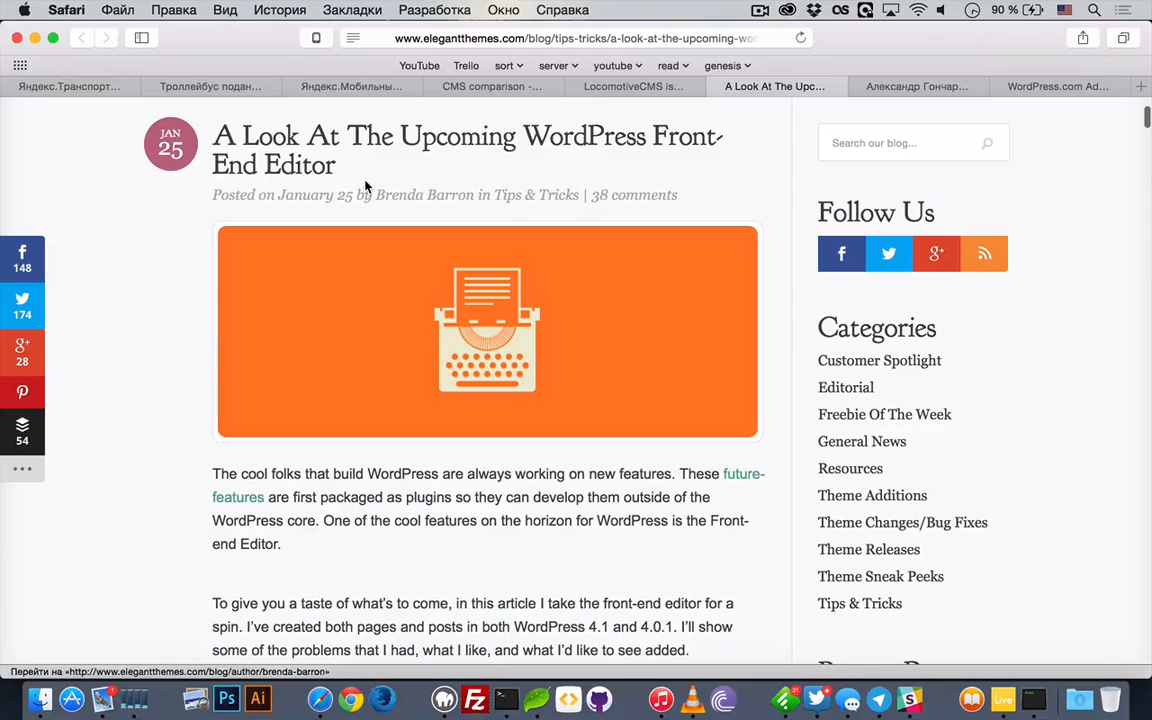 Safari Файл Правка Вид История Закладки Разработка Окно Справка 90 %
www.elegantthemes.com/blog/tips-tricks/a-look-at-the-upcoming-wo
YouTube Trello sort server youtube read genesis
Яндекс.Транспорт... Троллейбус подан... Яндекс.Мобильны... CMS comparison -... LocomotiveCMS is... A Look At The Upc... Александр Гончар... WordPress.com Ad...
JAN
25
A Look At The Upcoming WordPress Front-
End Editor
Posted on January 25 by Brenda Barron in Tips & Tricks | 38 comments
148
174
28
54
The cool folks that build WordPress are always working on new features. These future-
features are first packaged as plugins so they can develop them outside of the
WordPress core. One of the cool features on the horizon for WordPress is the Front-
end Editor.
To give you a taste of what's to come, in this article I take the front-end editor for a
spin. I've created both pages and posts in both WordPress 4.1 and 4.0.1. I'll show
some of the problems that I had, what I like, and what I'd like to see added.
Search our blog...
Follow Us
Categories
Customer Spotlight
Editorial
Freebie Of The Week
General News
Resources
Theme Additions
Theme Changes/Bug Fixes
Theme Releases
Theme Sneak Peeks
Tips & Tricks
Перейти на «http://www.elegantthemes.com/blog/author/brenda-barron»
Ps Ai Fz Live